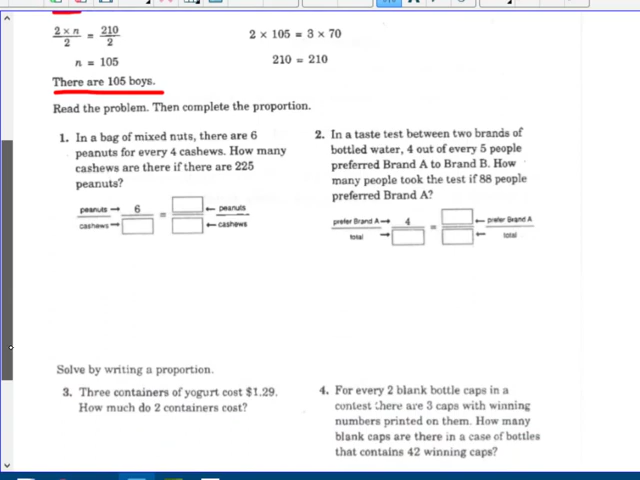 2 × n / 2 = 210 / 2
2 × 105 = 3 × 70
n = 105
210 = 210
There are 105 boys.
Read the problem. Then complete the proportion.
1. In a bag of mixed nuts, there are 6
peanuts for every 4 cashews. How many
cashews are there if there are 225
peanuts?
peanuts → 6 = ← peanuts
cashews → ← cashews
2. In a taste test between two brands of
bottled water, 4 out of every 5 people
preferred Brand A to Brand B. How
many people took the test if 88 people
preferred Brand A?
prefer Brand A → 4 = ← prefer Brand A
total → ← total
Solve by writing a proportion.
3. Three containers of yogurt cost $1.29.
How much do 2 containers cost?
4. For every 2 blank bottle caps in a
contest there are 3 caps with winning
numbers printed on them. How many
blank caps are there in a case of bottles
that contains 42 winning caps?